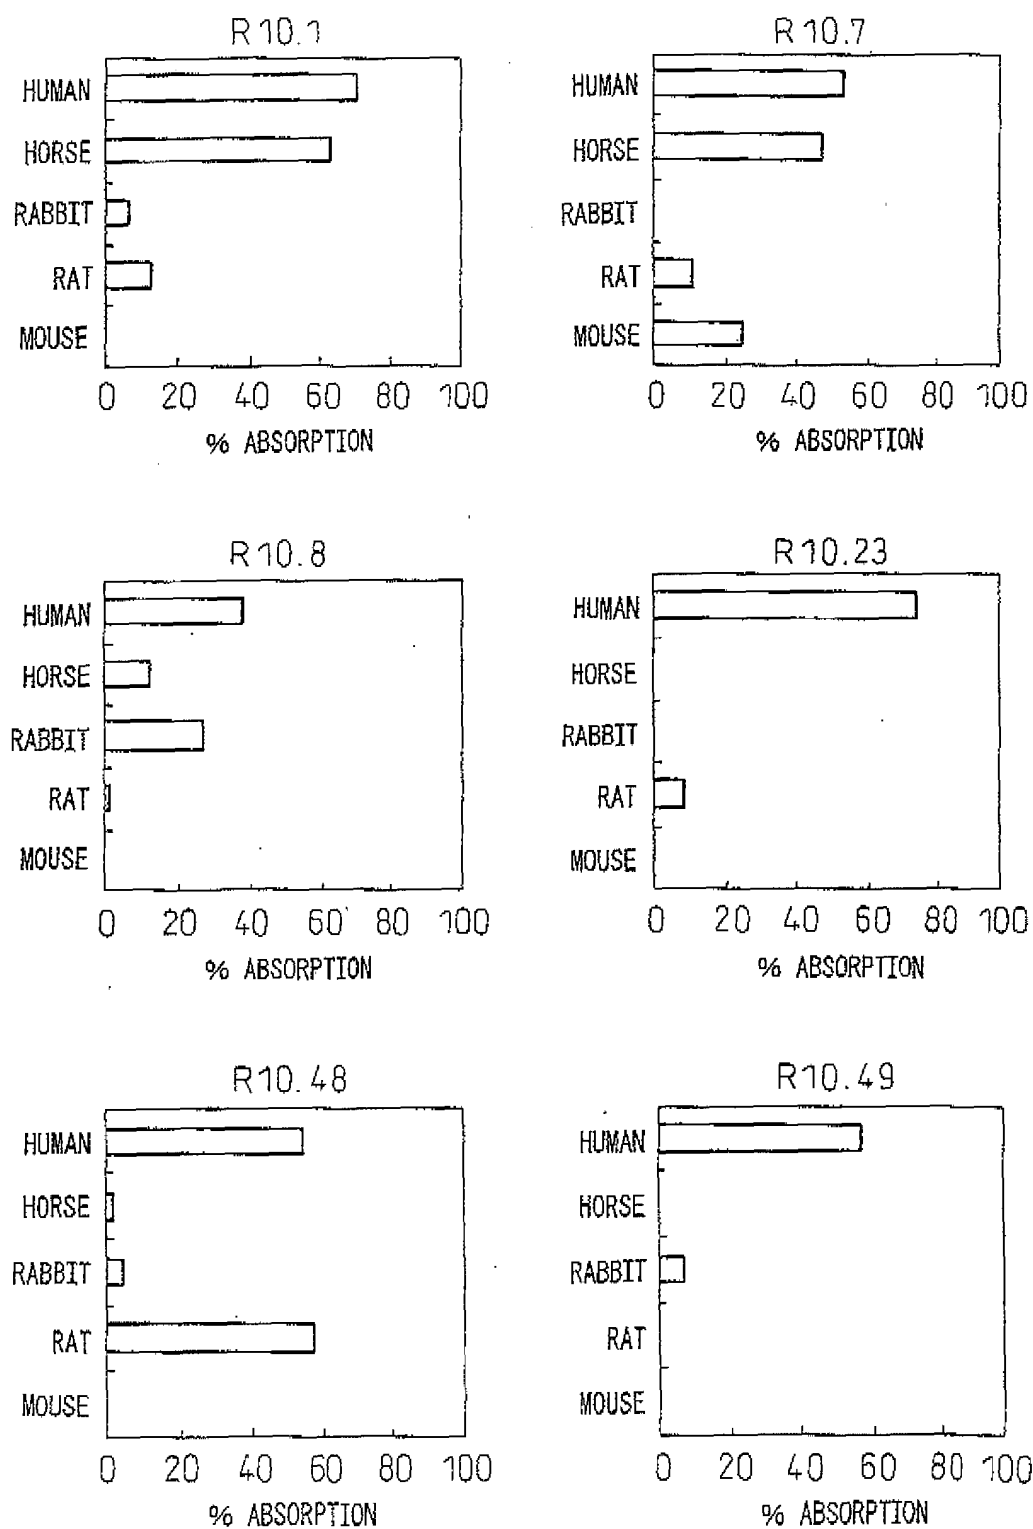 R10.1
HUMAN
HORSE
RABBIT
RAT
MOUSE
0 20 40 60 80 100
% ABSORPTION
R10.7
HUMAN
HORSE
RABBIT
RAT
MOUSE
0 20 40 60 80 100
% ABSORPTION
R10.8
HUMAN
HORSE
RABBIT
RAT
MOUSE
0 20 40 60 80 100
% ABSORPTION
R10.23
HUMAN
HORSE
RABBIT
RAT
MOUSE
0 20 40 60 80 100
% ABSORPTION
R10.48
HUMAN
HORSE
RABBIT
RAT
MOUSE
0 20 40 60 80 100
% ABSORPTION
R10.49
HUMAN
HORSE
RABBIT
RAT
MOUSE
0 20 40 60 80 100
% ABSORPTION